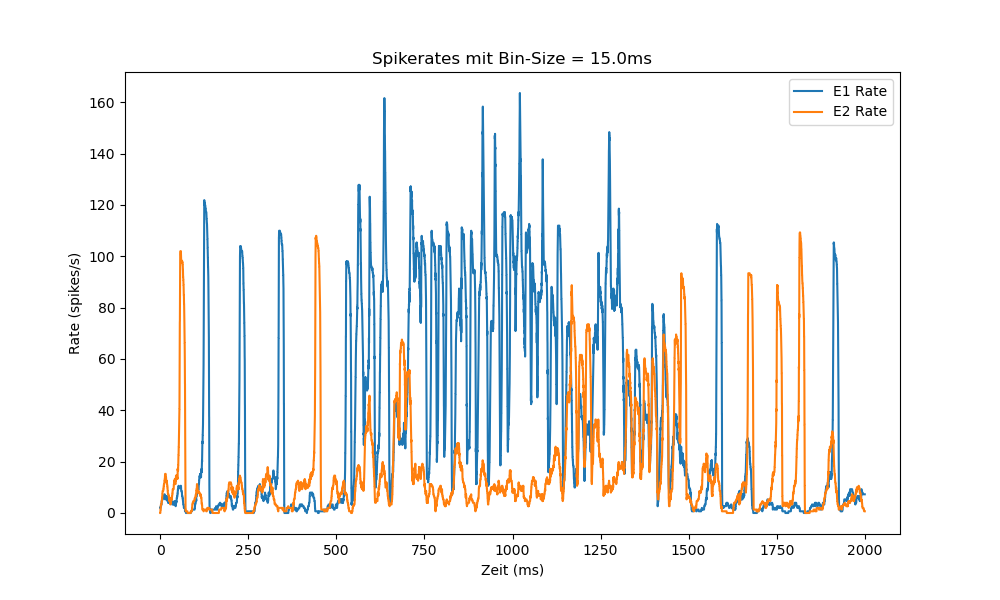 Spikerates mit Bin-Size = 15.0ms
E1 Rate
E2 Rate
160
140
120
100
80
60
40
20
0
Rate (spikes/s)
0 250 500 750 1000 1250 1500 1750 2000
Zeit (ms)